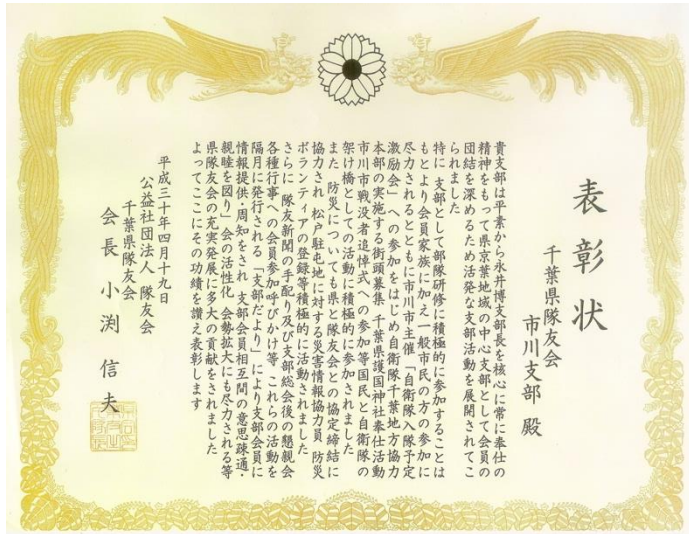 表彰状
千葉県隊友会
市川支部 殿
貴支部は平素から永井博支部長を核心に常に奉仕の
精神をもって県京葉地域の中心支部として会員の
団結を深めるため活発な支部活動を展開されてこ
られました
特に 支部として部隊研修に積極的に参加することは
もとより会員家族に加え一般市民の方の参加に
尽力されるとともに市川市主催「自衛隊入隊予定
激励会」への参加をはじめ自衛隊千葉地方協力
本部の実施する街頭募集 千葉県護国神社奉仕活動
市川市戦没者追悼式への参加等国民と自衛隊の
架け橋としての活動に積極的に参加されました
また 防災についても県と隊友会との協定締結に
協力され 松戸駐屯地に対する災害情報協力員 防災
ボランティアの登録等積極的に活動されました
さらに 隊友新聞の手配り及び支部総会後の懇親会
各種行事への会員参加呼びかけ等 これらの活動を
隔月に発行される「支部だより」により支部会員に
情報提供・周知をされ 支部会員相互間の意思疎通・
親睦を図り 会の活性化 会勢拡大にも尽力される等
県隊友会の充実発展に多大の貢献をされました
よってここにその功績を讃え表彰します
平成三十年四月十九日
公益社団法人 隊友会
千葉県隊友会
会長 小渕 信夫